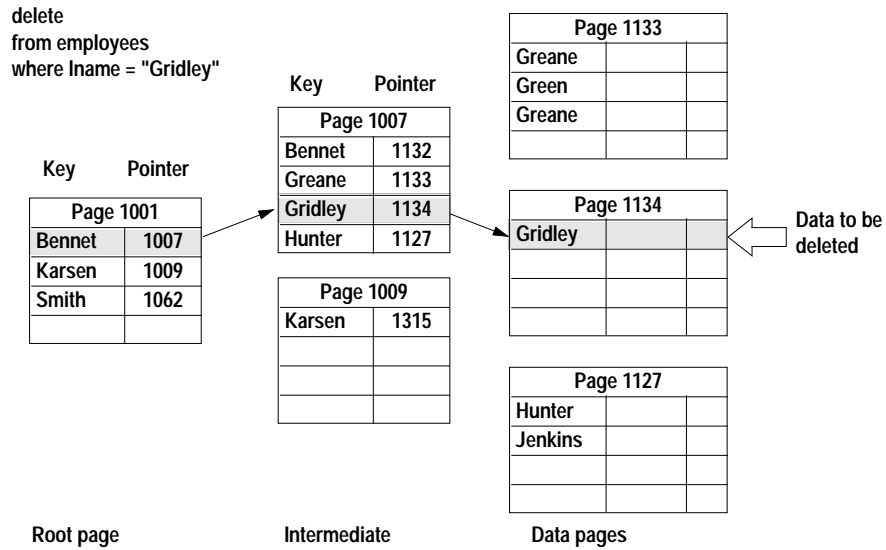 delete
from employees
where lname = "Gridley"
Key Pointer
Page 1001
Bennet 1007
Karsen 1009
Smith 1062
Root page
Key Pointer
Page 1007
Bennet 1132
Greane 1133
Gridley 1134
Hunter 1127
Page 1009
Karsen 1315
Intermediate
Page 1133
Greane
Green
Greane
Page 1134
Gridley
Data to be
deleted
Page 1127
Hunter
Jenkins
Data pages